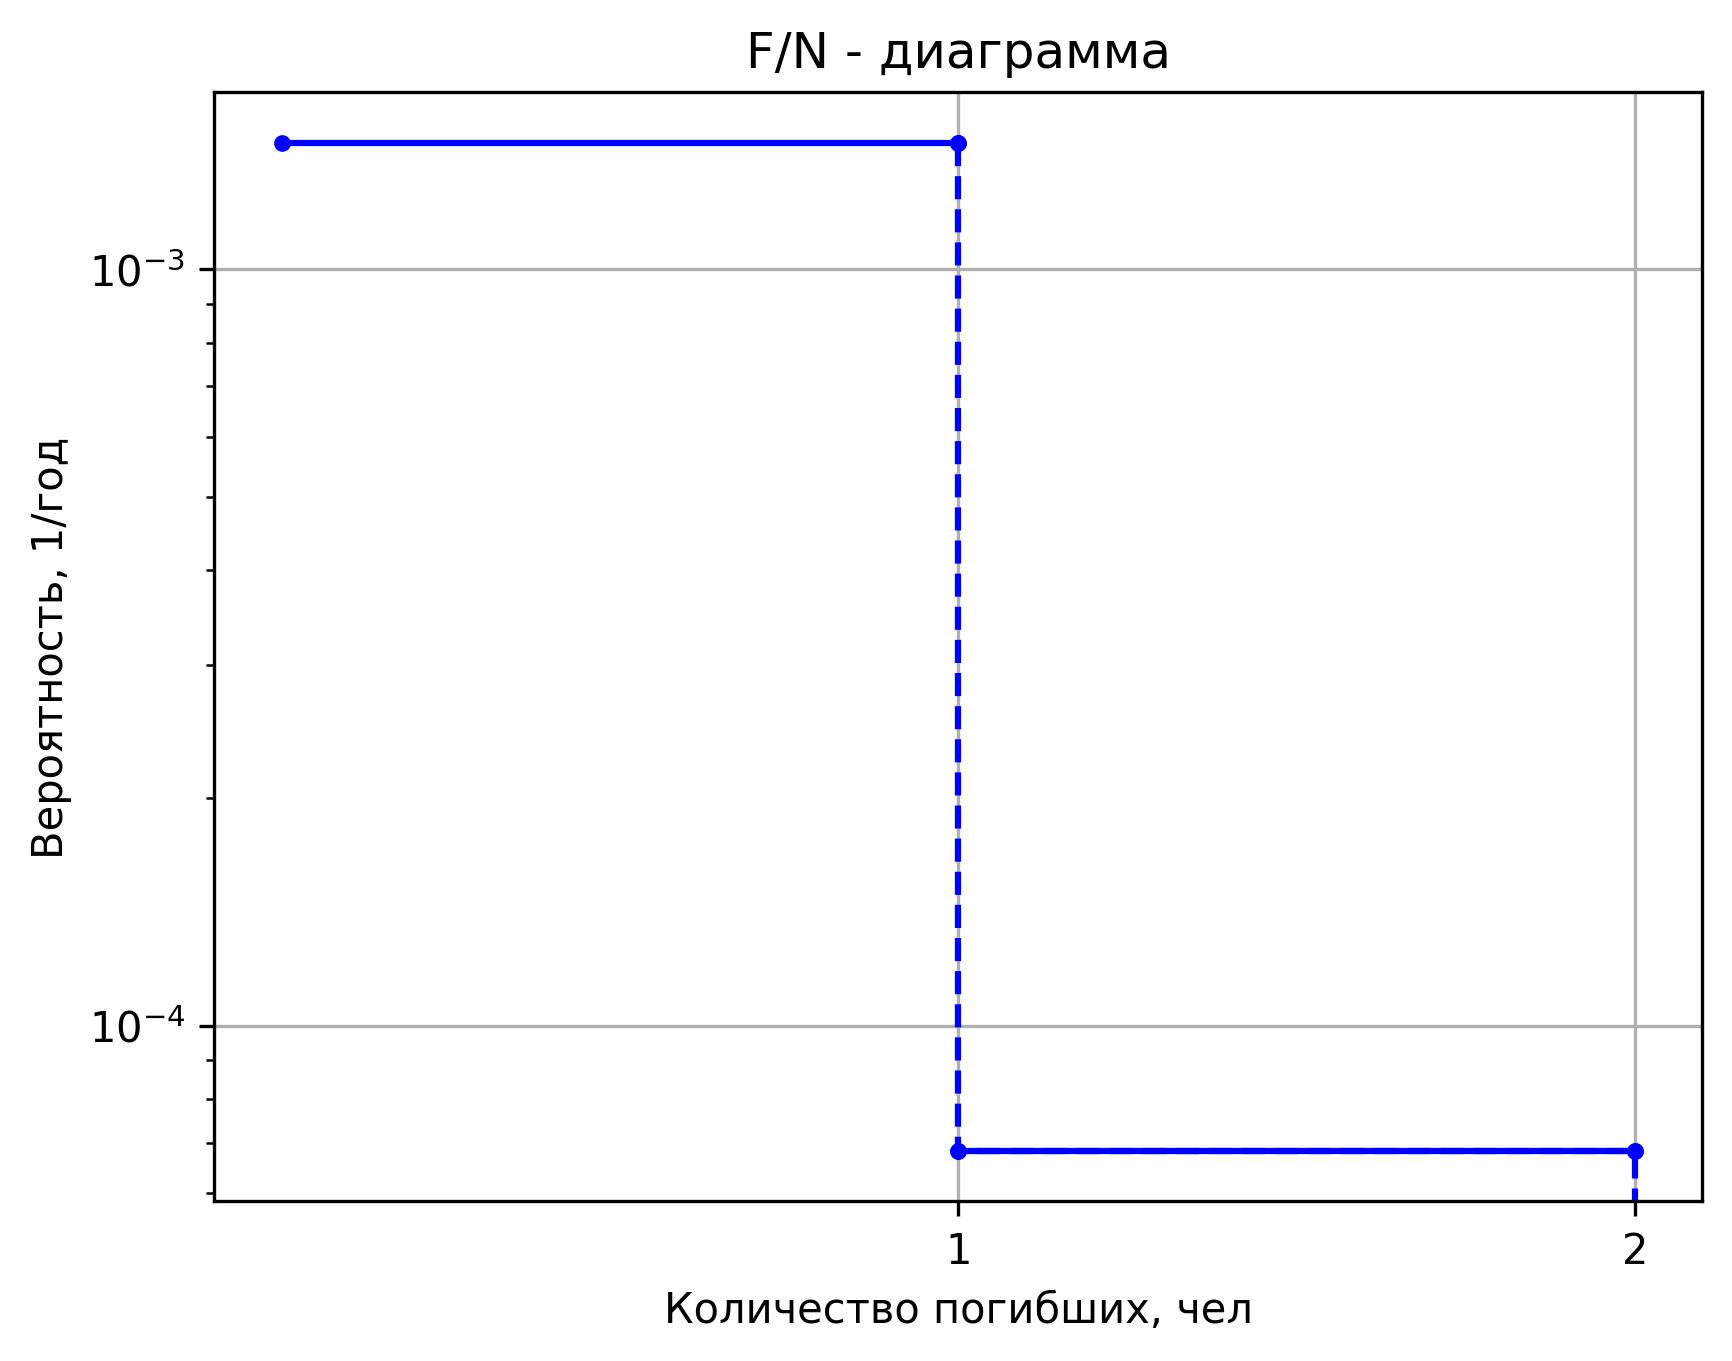 F/N - диаграмма
10⁻³
10⁻⁴
Вероятность, 1/год
1
2
Количество погибших, чел